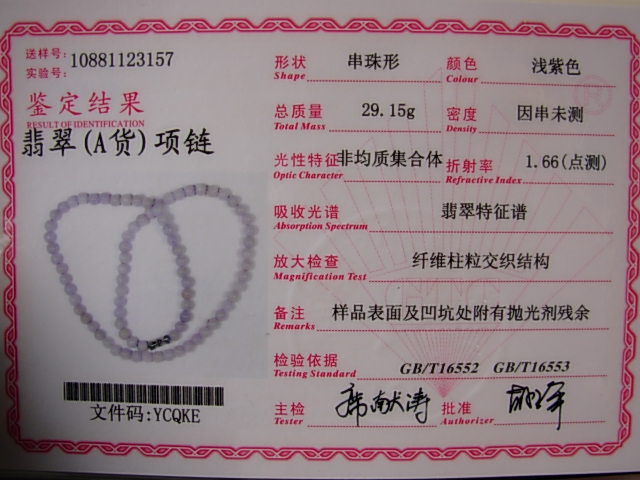 送样号: 10881123157
实验号:
鉴定结果
RESULT OF IDENTIFICATION
翡翠(A货)项链
文件码:YCQKE
形状 串珠形 颜色 浅紫色
Shape Colour
总质量 29.15g 密度 因串未测
Total Mass Density
光性特征 非均质集合体 折射率 1.66(点测)
Optic Character Refractive Index
吸收光谱 翡翠特征谱
Absorption Spectrum
放大检查 纤维柱粒交织结构
Magnification Test
备注 样品表面及凹坑处附有抛光剂残余
Remarks
检验依据 GB/T16552 GB/T16553
Testing Standard
主检 批准
Tester Authorizer